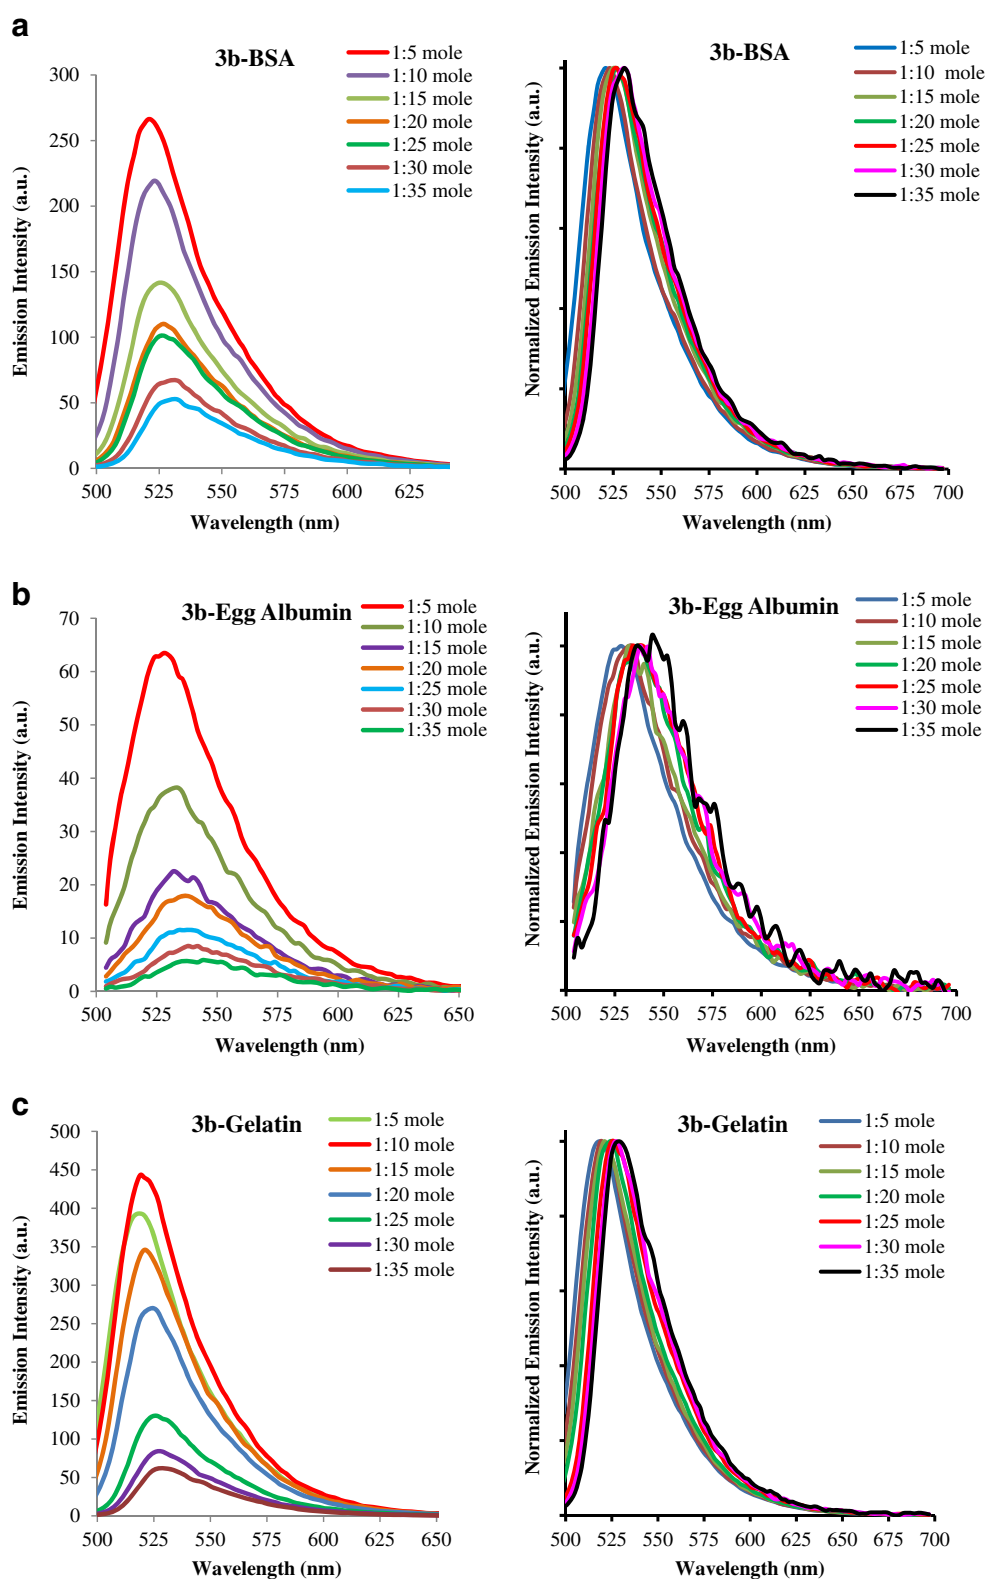 a
3b-BSA
1:5 mole
1:10 mole
1:15 mole
1:20 mole
1:25 mole
1:30 mole
1:35 mole
Emission Intensity (a.u.)
300
250
200
150
100
50
0
500 525 550 575 600 625
Wavelength (nm)
3b-BSA
1:5 mole
1:10 mole
1:15 mole
1:20 mole
1:25 mole
1:30 mole
1:35 mole
Normalized Emission Intensity (a.u.)
500 525 550 575 600 625 650 675 700
Wavelength (nm)
b
3b-Egg Albumin
1:5 mole
1:10 mole
1:15 mole
1:20 mole
1:25 mole
1:30 mole
1:35 mole
Emission Intensity (a.u.)
70
60
50
40
30
20
10
0
500 525 550 575 600 625 650
Wavelength (nm)
3b-Egg Albumin
1:5 mole
1:10 mole
1:15 mole
1:20 mole
1:25 mole
1:30 mole
1:35 mole
Normalized Emission Intensity (a.u.)
500 525 550 575 600 625 650 675 700
Wavelength (nm)
c
3b-Gelatin
1:5 mole
1:10 mole
1:15 mole
1:20 mole
1:25 mole
1:30 mole
1:35 mole
Emission Intensity (a.u.)
500
450
400
350
300
250
200
150
100
50
0
500 525 550 575 600 625 650
Wavelength (nm)
3b-Gelatin
1:5 mole
1:10 mole
1:15 mole
1:20 mole
1:25 mole
1:30 mole
1:35 mole
Normalized Emission Intensity (a.u.)
500 525 550 575 600 625 650 675 700
Wavelength (nm)